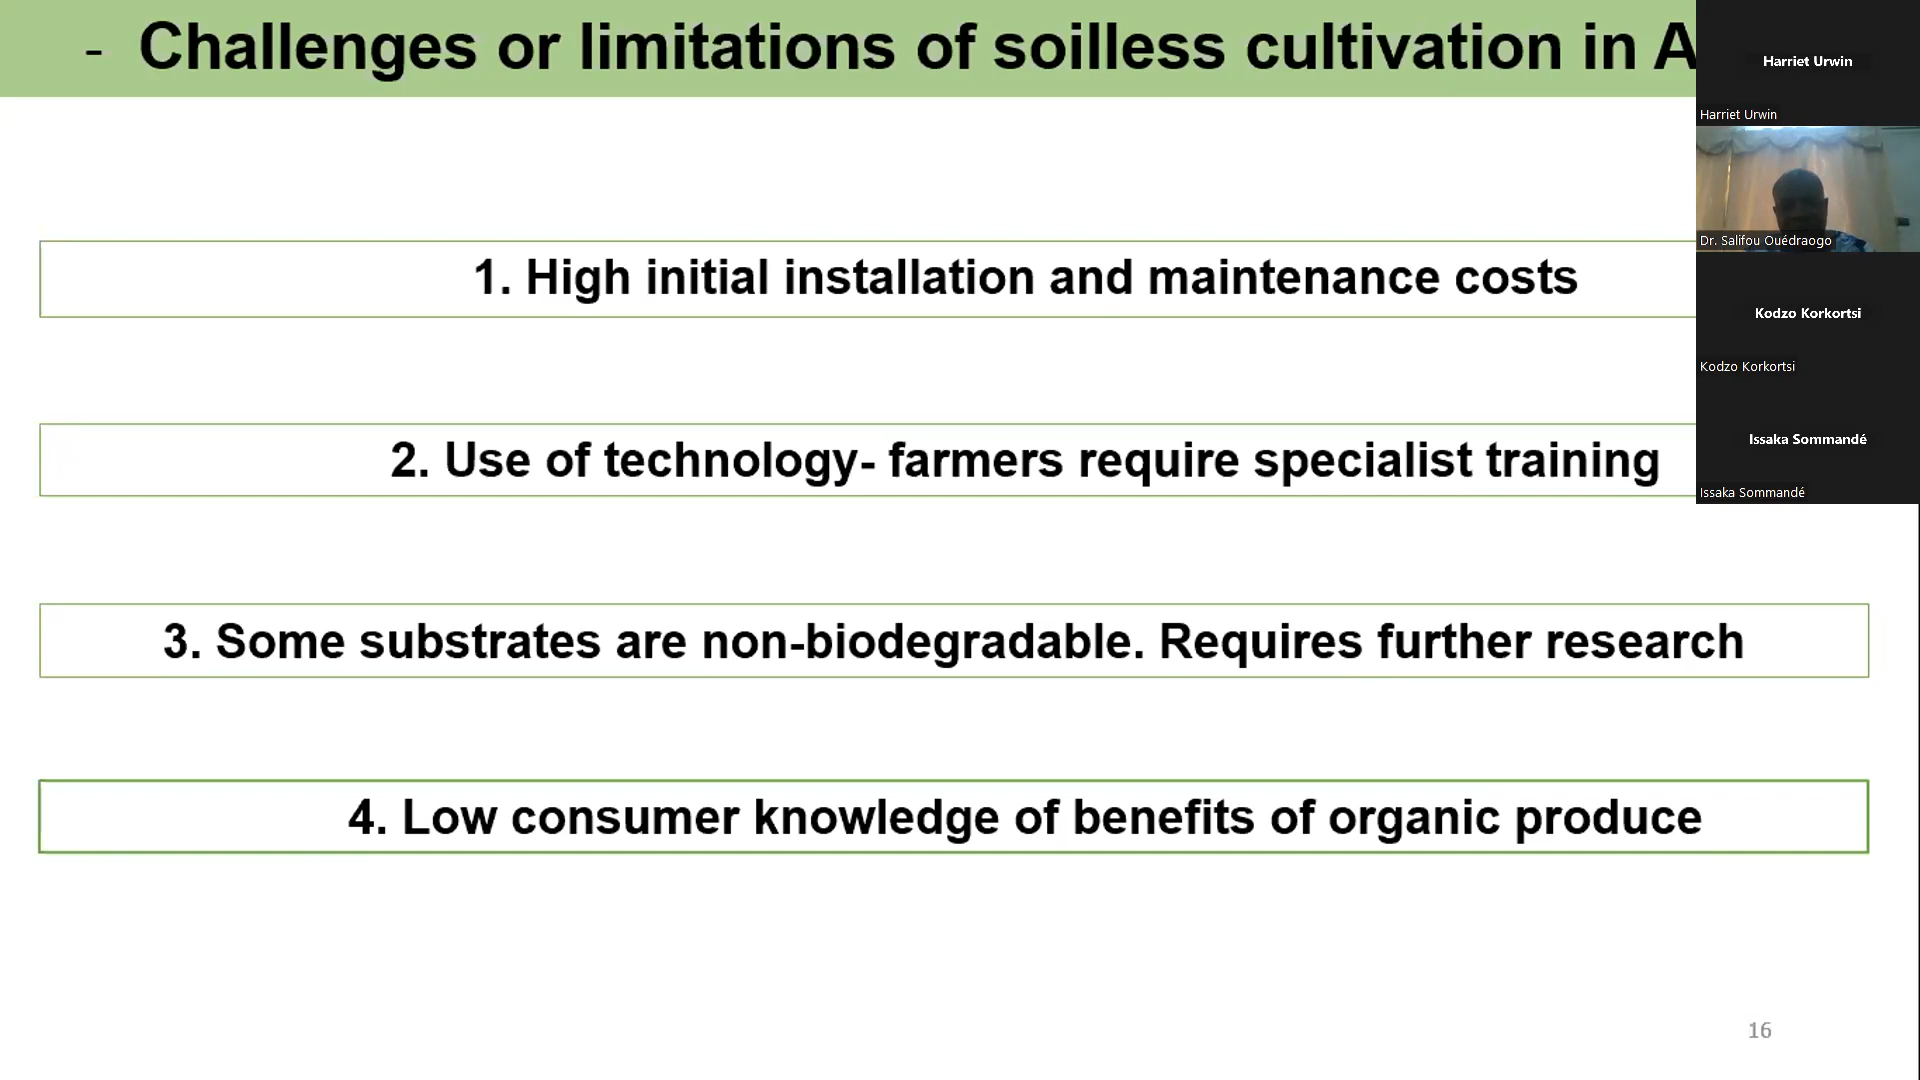 - Challenges or limitations of soilless cultivation in A
1. High initial installation and maintenance costs
2. Use of technology- farmers require specialist training
3. Some substrates are non-biodegradable. Requires further research
4. Low consumer knowledge of benefits of organic produce
16
Harriet Urwin
Harriet Urwin
Dr. Salifou Ouédraogo
Kodzo Korkortsi
Kodzo Korkortsi
Issaka Sommandé
Issaka Sommandé